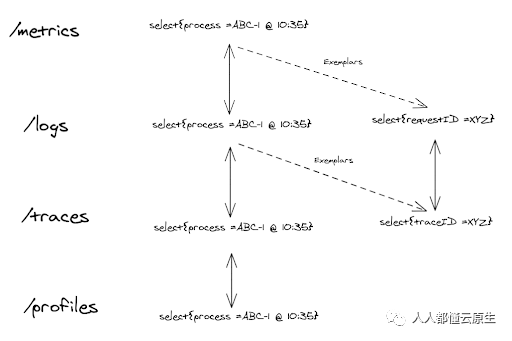 /metrics
select{process =ABC-1 @ 10:35}
Exemplars
/logs
select{process =ABC-1 @ 10:35}
select{requestID =XYZ}
Exemplars
/traces
select{process =ABC-1 @ 10:35}
select{traceID =XYZ}
/profiles
select{process =ABC-1 @ 10:35}
人人都懂云原生